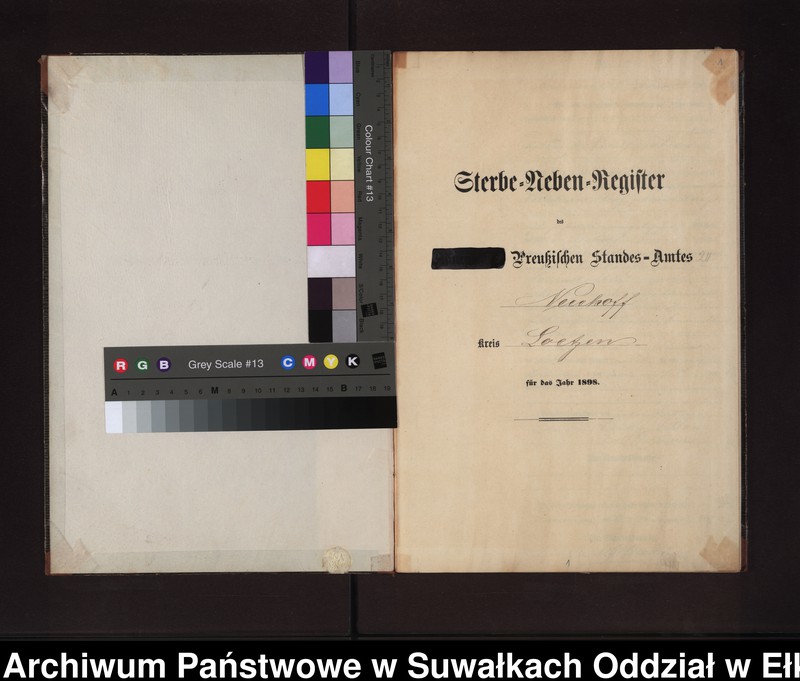 Sterbe-Neben-Register
des
Preußischen Standes-Amtes
Neuhoff
Kreis Loetzen
für das Jahr 1898.
Colour Chart #13
R G B Grey Scale #13 C M Y K
A 1 2 3 4 5 6 M 8 9 10 11 12 13 14 15 B 17 18 19
Archiwum Państwowe w Suwałkach Oddział w Ełk